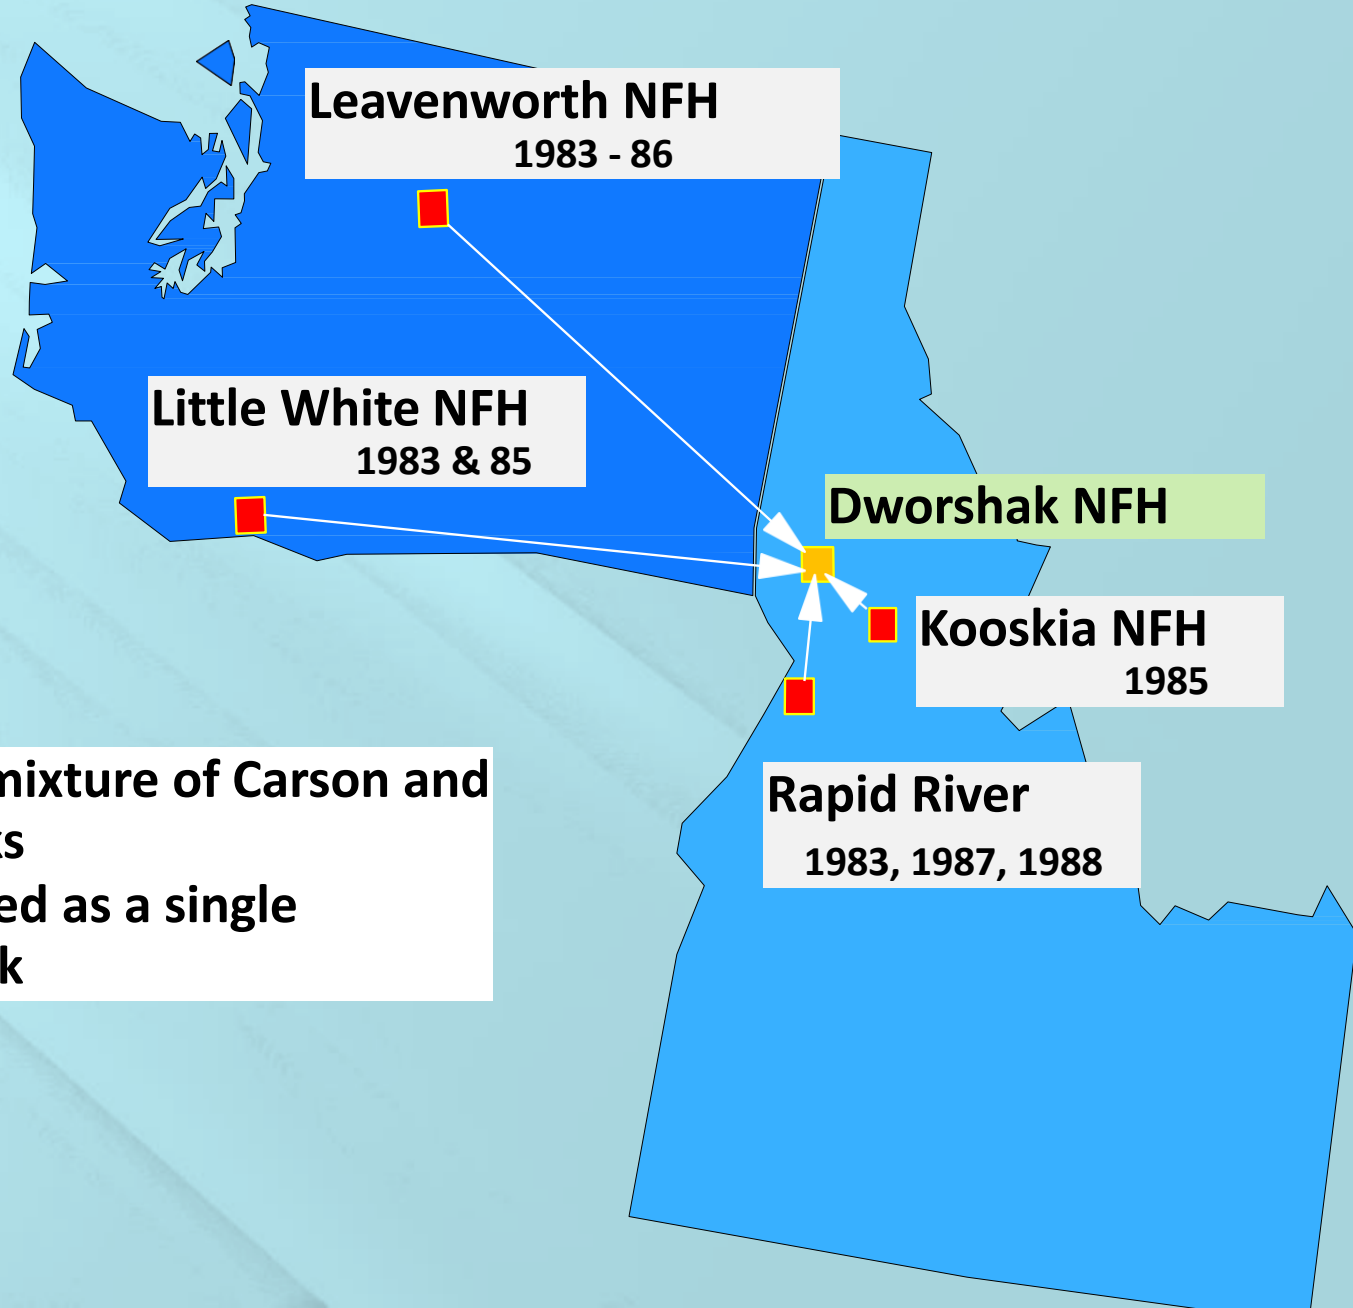 Leavenworth NFH
1983 - 86
Little White NFH
1983 & 85
Dworshak NFH
Kooskia NFH
1985
Rapid River
1983, 1987, 1988
mixture of Carson and
as a single